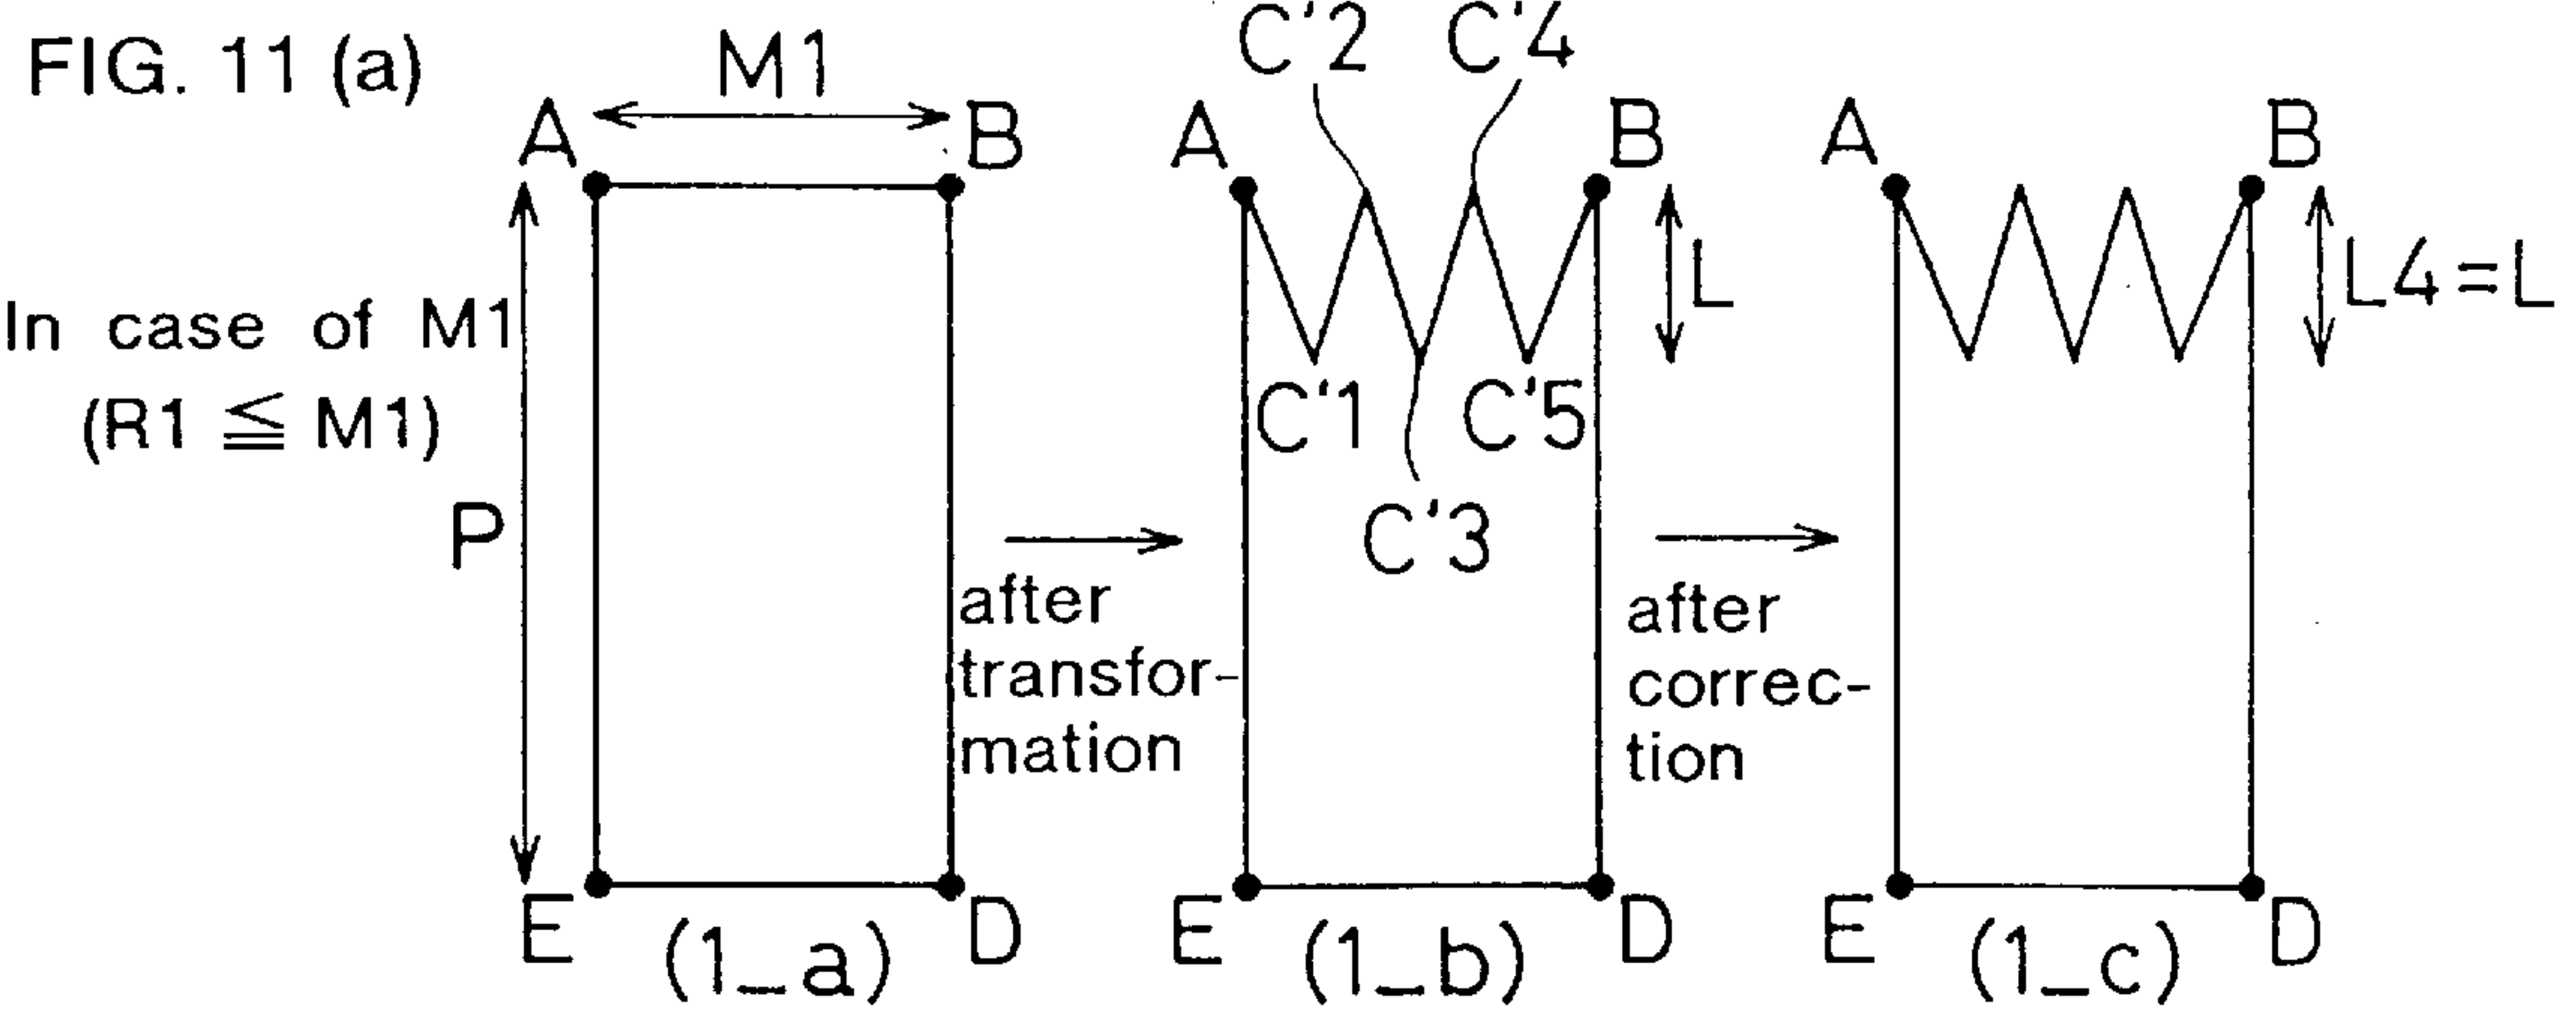 FIG. 11 (a)
M1
A
B
In case of M1
(R1 ≦ M1)
P
E
D
(1_a)
after
transfor-
mation
C'2
C'4
A
B
L
C'1
C'5
C'3
E
D
(1_b)
after
correc-
tion
A
B
L4=L
E
D
(1_c)